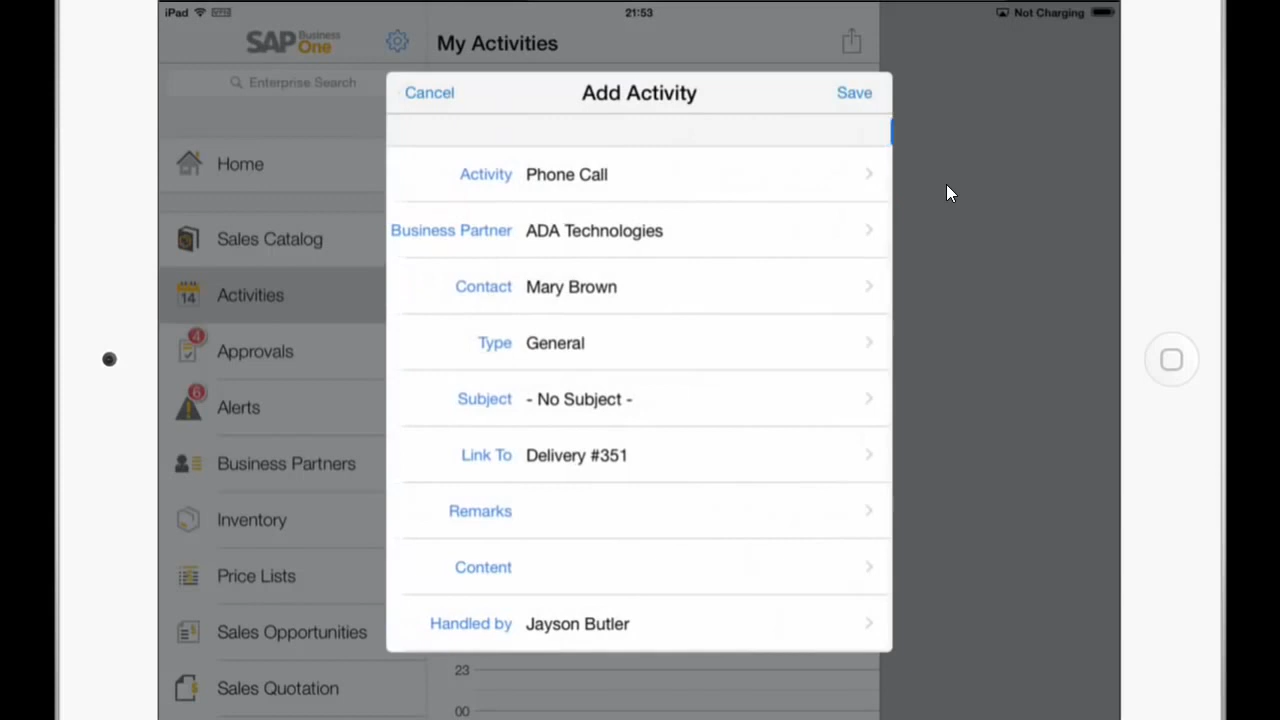 iPad
21:53
Not Charging
SAP Business One
My Activities
Enterprise Search
Home
Sales Catalog
14
Activities
4
Approvals
6
Alerts
Business Partners
Inventory
Price Lists
Sales Opportunities
Sales Quotation
Cancel
Add Activity
Save
Activity Phone Call
Business Partner ADA Technologies
Contact Mary Brown
Type General
Subject - No Subject -
Link To Delivery #351
Remarks
Content
Handled by Jayson Butler
23
00